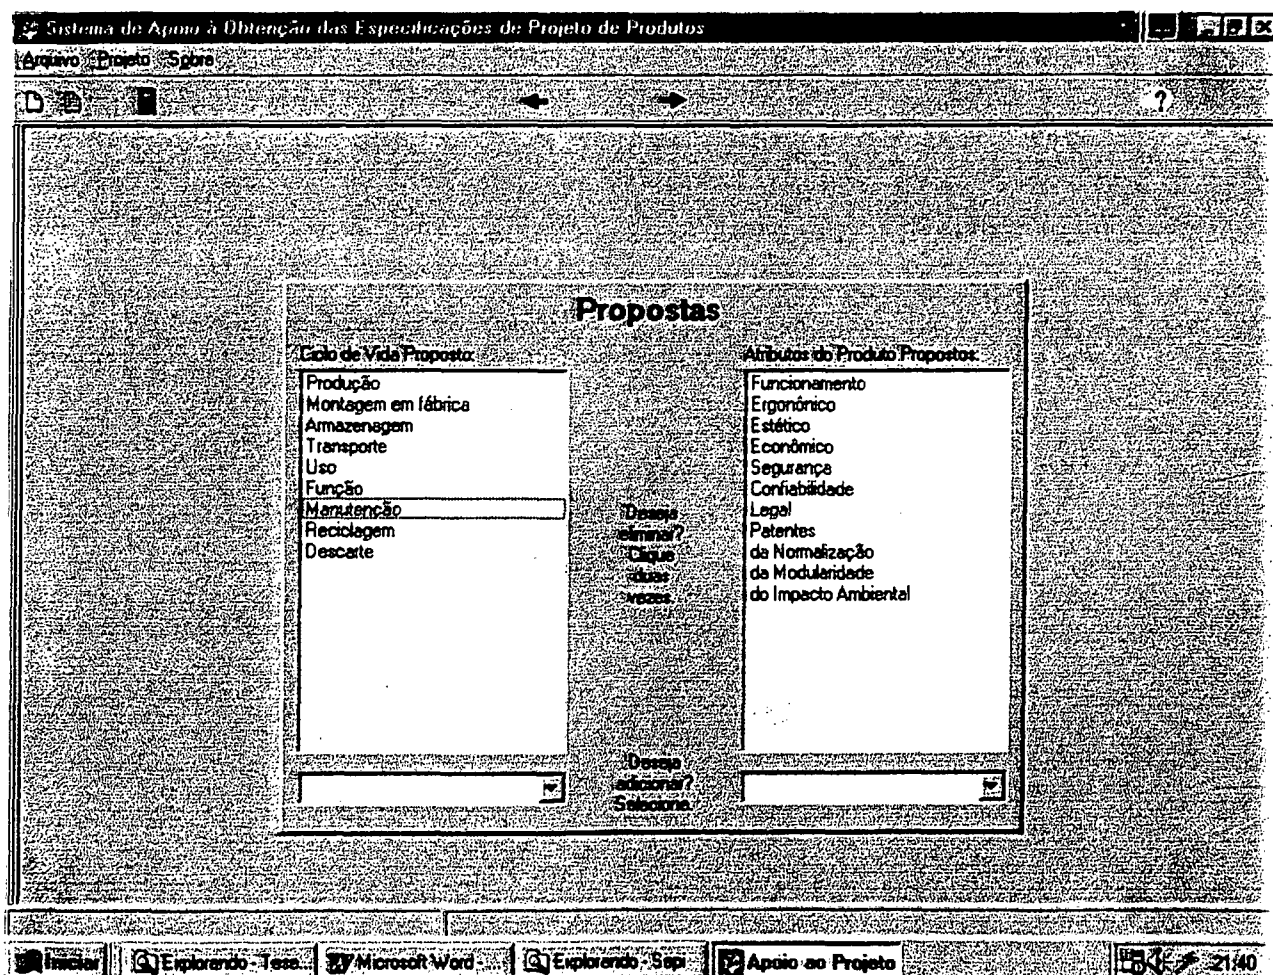 Sistema de Apoio à Obtenção das Especificações de Projeto de Produtos
Arquivo Projeto Sobre
?
Propostas
Ciclo de Vida Proposto:
Produção
Montagem em fábrica
Armazenagem
Transporte
Uso
Função
Manutenção
Reciclagem
Descarte
Deseja
eliminar?
Clique
duas
vezes.
Atributos do Produto Propostos:
Funcionamento
Ergonônico
Estético
Econômico
Segurança
Confiabilidade
Legal
Patentes
da Normalização
da Modularidade
do Impacto Ambiental
Deseja
adicionar?
Selecione.
Iniciar
Explorando - Tese...
Microsoft Word - ...
Explorando - Sapi
Apoio ao Projeto
21:40